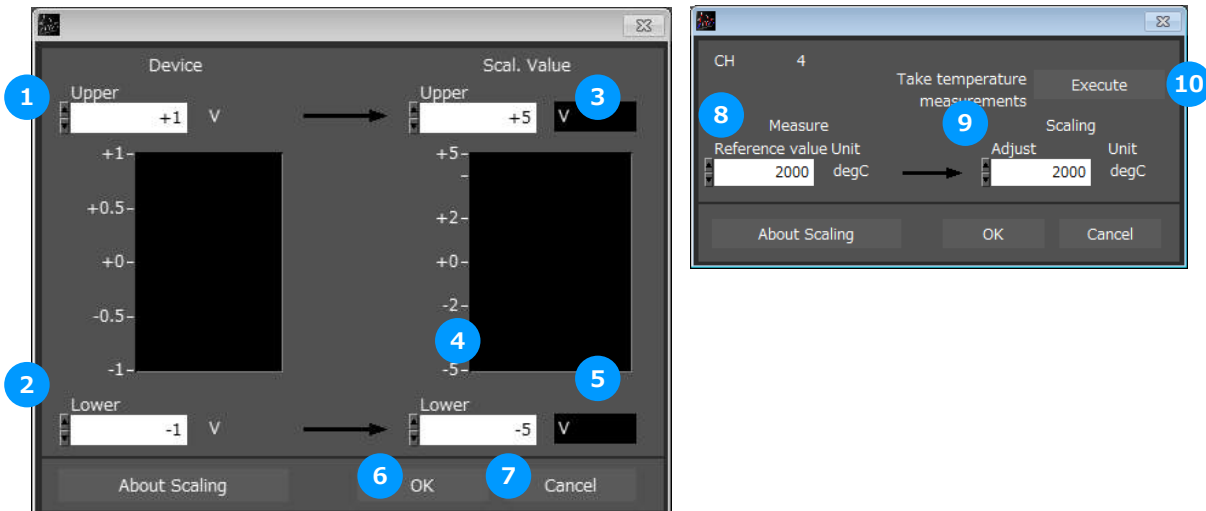 Device Scal. Value
1 Upper Upper 3
+1 V +5 V
+1 +5
+0.5 +2
+0 +0
-0.5 -2
4
-1 -5
2 5
Lower Lower
-1 V -5 V
About Scaling 6 OK 7 Cancel
CH 4
Take temperature measurements Execute 10
8 9
Measure Scaling
Reference value Unit Adjust Unit
2000 degC 2000 degC
About Scaling OK Cancel